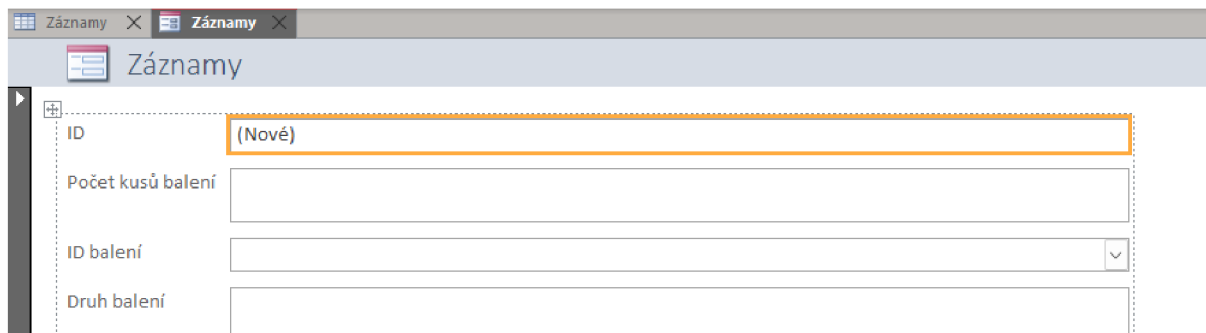 Záznamy Záznamy
Záznamy
ID (Nové)
Počet kusů balení
ID balení
Druh balení